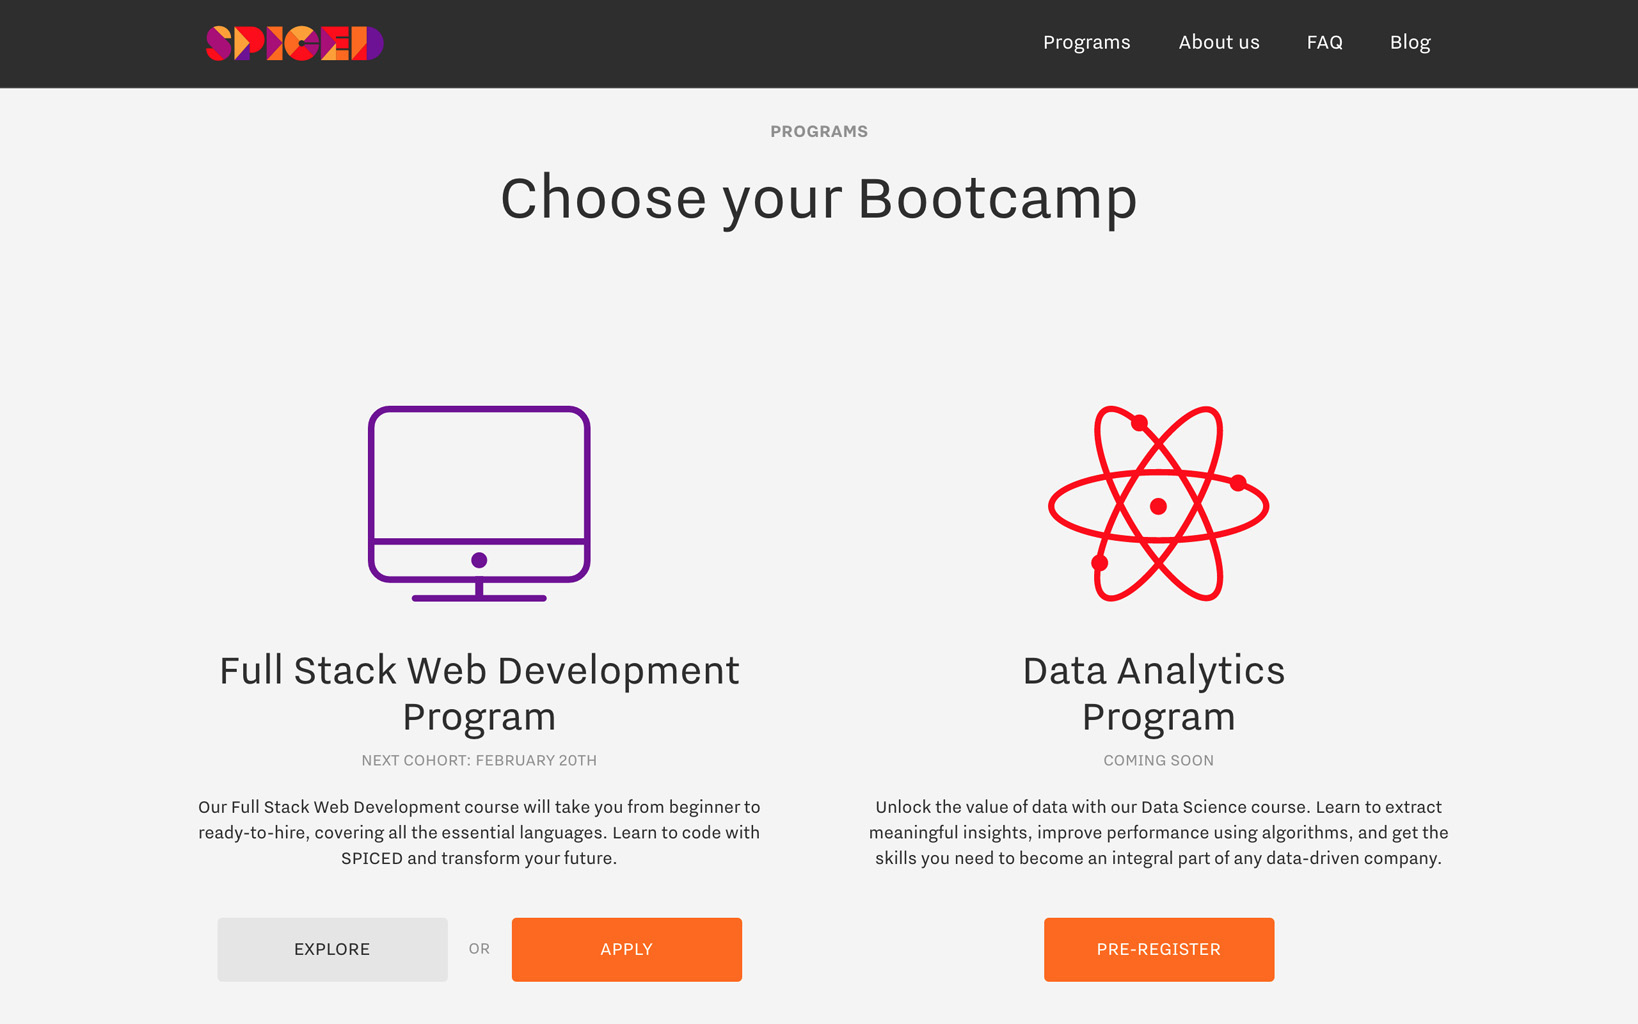 SPICED
Programs About us FAQ Blog
PROGRAMS
Choose your Bootcamp
Full Stack Web Development
Program
NEXT COHORT: FEBRUARY 20TH
Our Full Stack Web Development course will take you from beginner to
ready-to-hire, covering all the essential languages. Learn to code with
SPICED and transform your future.
EXPLORE OR APPLY
Data Analytics
Program
COMING SOON
Unlock the value of data with our Data Science course. Learn to extract
meaningful insights, improve performance using algorithms, and get the
skills you need to become an integral part of any data-driven company.
PRE-REGISTER